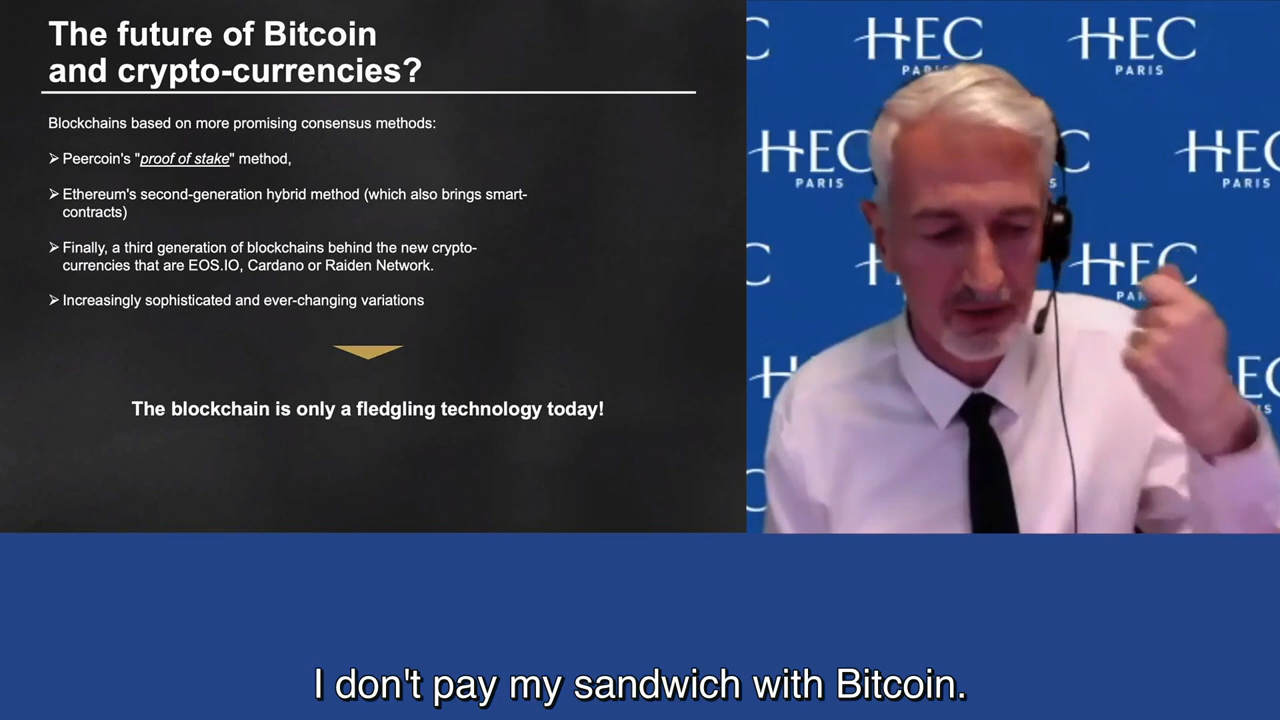 The future of Bitcoin
and crypto-currencies?
Blockchains based on more promising consensus methods:
➢ Peercoin's "proof of stake" method,
➢ Ethereum's second-generation hybrid method (which also brings smart-
contracts)
➢ Finally, a third generation of blockchains behind the new crypto-
currencies that are EOS.IO, Cardano or Raiden Network.
➢ Increasingly sophisticated and ever-changing variations
The blockchain is only a fledgling technology today!
HEC
PARIS
HEC
PARIS
HEC
PARIS
HEC
PARIS
HEC
I don't pay my sandwich with Bitcoin.